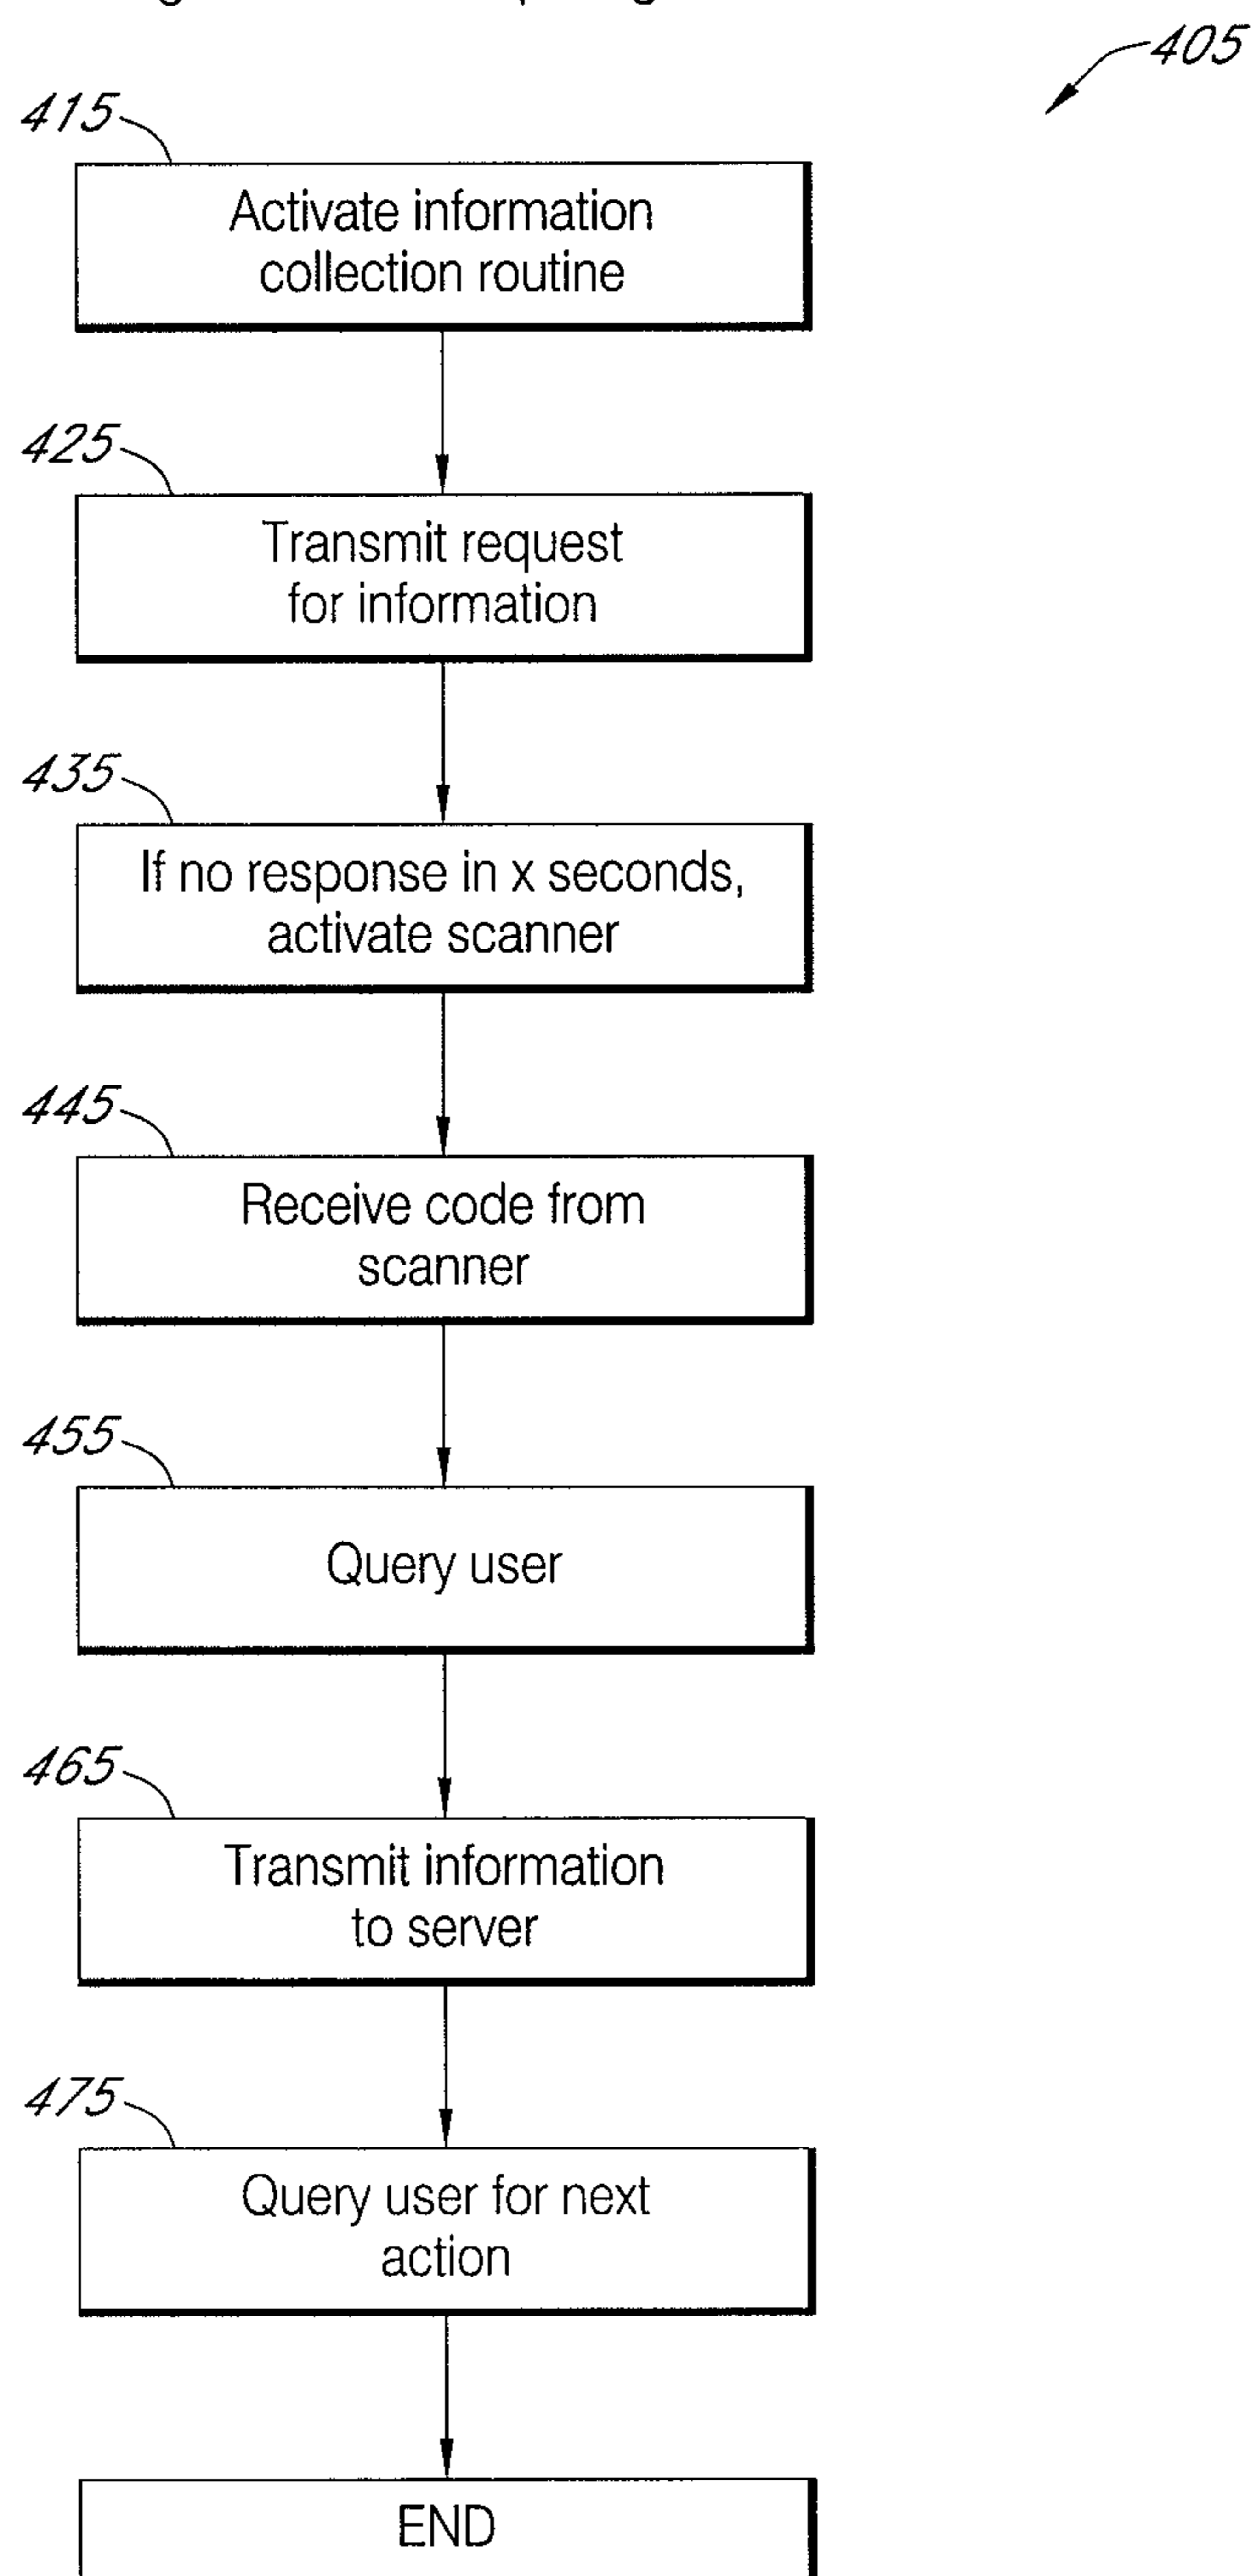 405
415
Activate information
collection routine
425
Transmit request
for information
435
If no response in x seconds,
activate scanner
445
Receive code from
scanner
455
Query user
465
Transmit information
to server
475
Query user for next
action
END